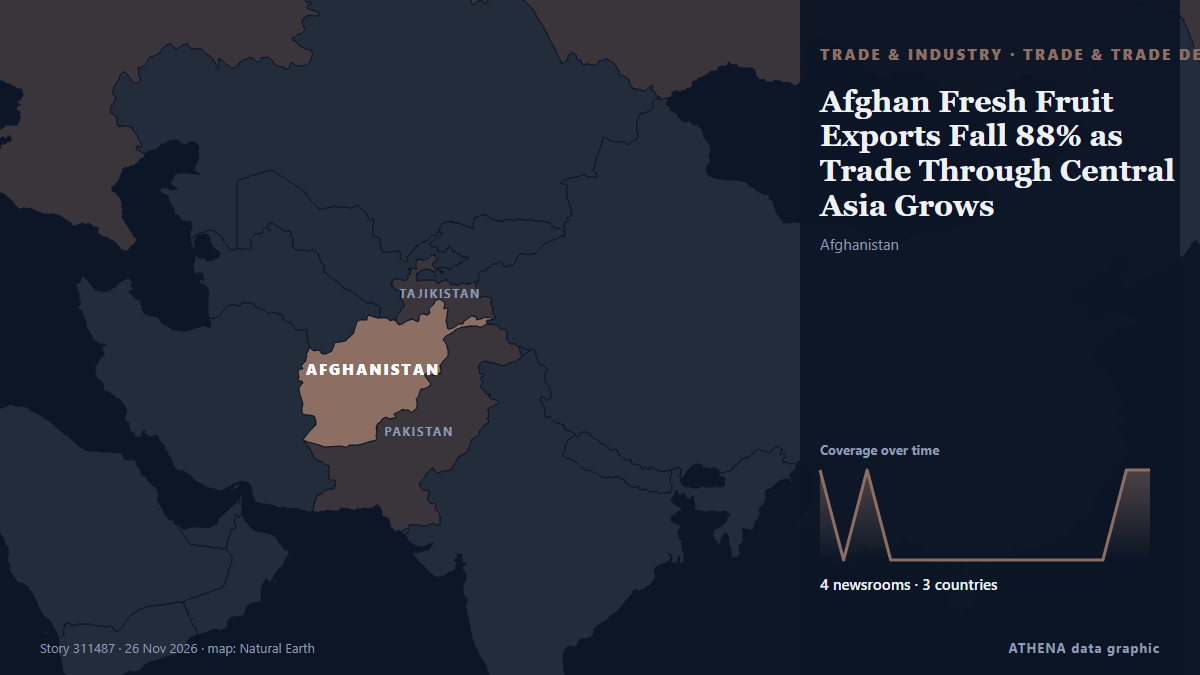 TRADE & INDUSTRY · TRADE & TRADE DE
Afghan Fresh Fruit
Exports Fall 88% as
Trade Through Central
Asia Grows
Afghanistan
TAJIKISTAN
AFGHANISTAN
PAKISTAN
Coverage over time
4 newsrooms · 3 countries
Story 311487 · 26 Nov 2026 · map: Natural Earth
ATHENA data graphic